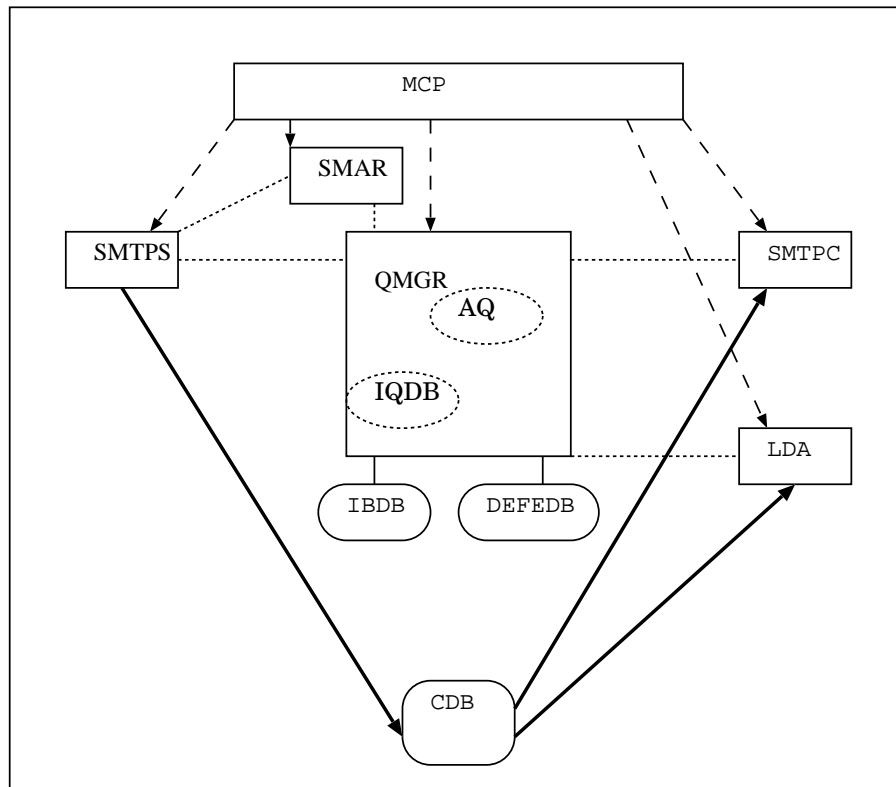 MCP
SMAR
SMTPS
SMTPC
QMGR
AQ
IQDB
LDA
IBDB
DEFEDB
CDB